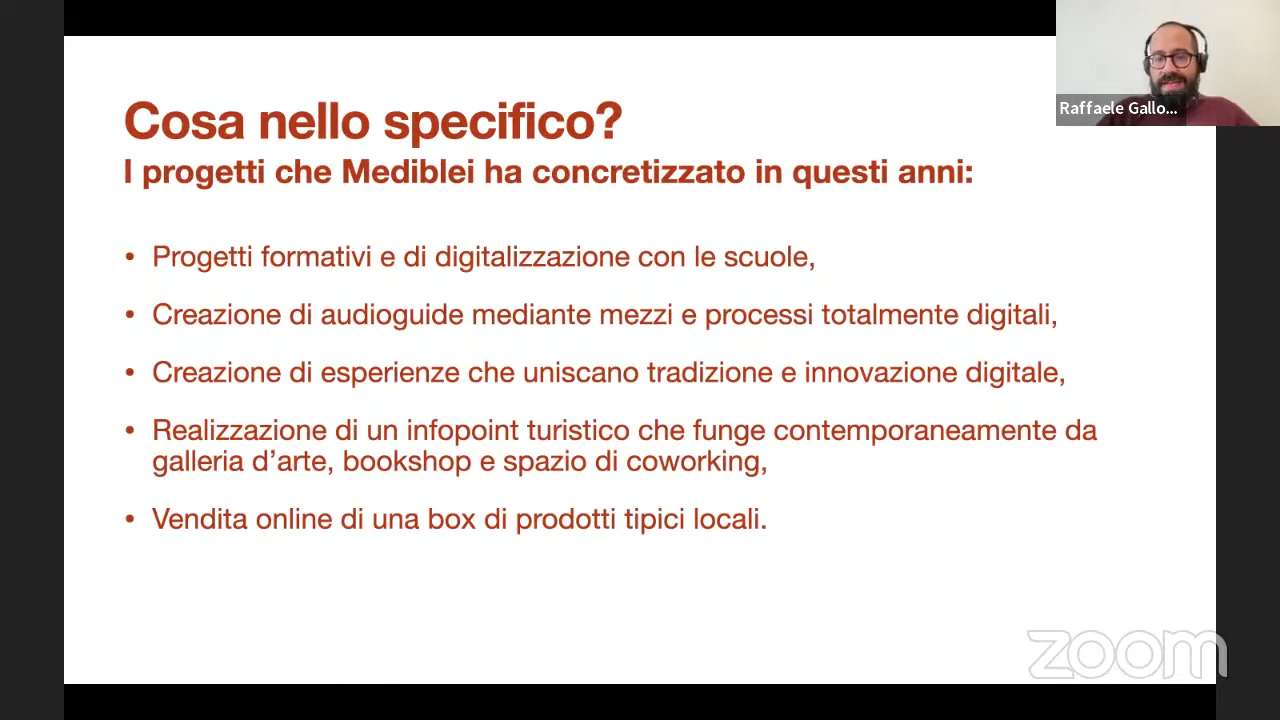 Cosa nello specifico?
I progetti che Mediblei ha concretizzato in questi anni:
• Progetti formativi e di digitalizzazione con le scuole,
• Creazione di audioguide mediante mezzi e processi totalmente digitali,
• Creazione di esperienze che uniscano tradizione e innovazione digitale,
• Realizzazione di un infopoint turistico che funge contemporaneamente da
galleria d’arte, bookshop e spazio di coworking,
• Vendita online di una box di prodotti tipici locali.
Raffaele Gallo...
zoom